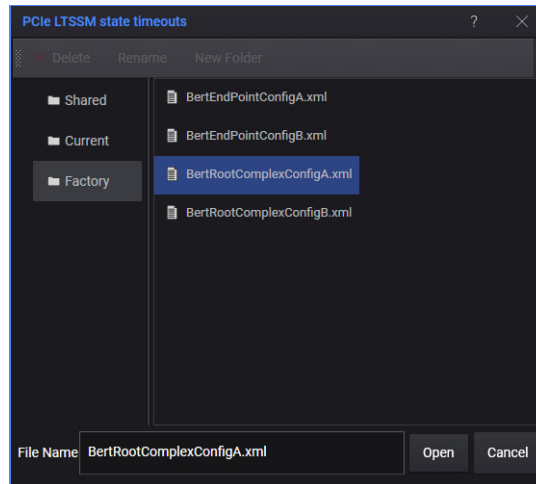 PCIe LTSSM state timeouts ?
Delete Rename New Folder
Shared
Current
Factory
BertEndPointConfigA.xml
BertEndPointConfigB.xml
BertRootComplexConfigA.xml
BertRootComplexConfigB.xml
File Name BertRootComplexConfigA.xml Open Cancel